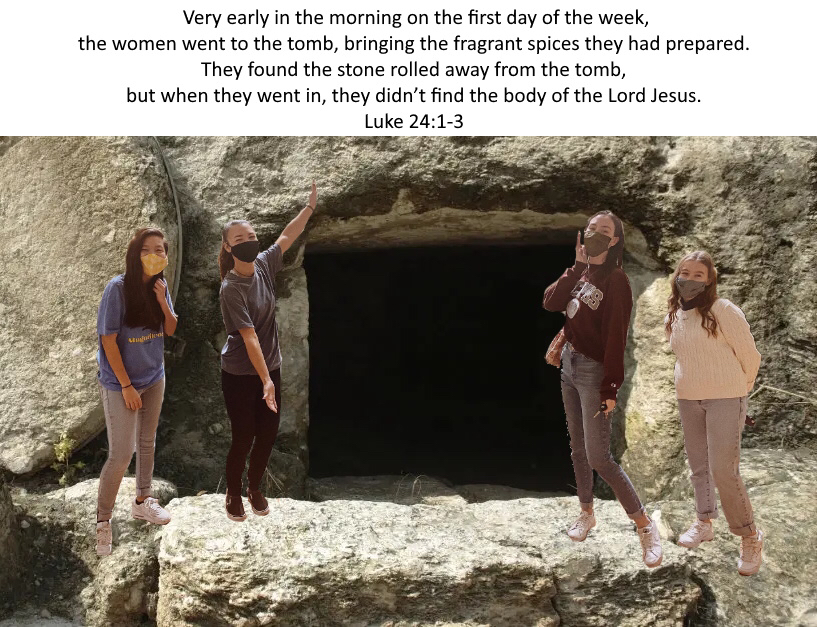 Very early in the morning on the first day of the week,
the women went to the tomb, bringing the fragrant spices they had prepared.
They found the stone rolled away from the tomb,
but when they went in, they didn’t find the body of the Lord Jesus.
Luke 24:1-3